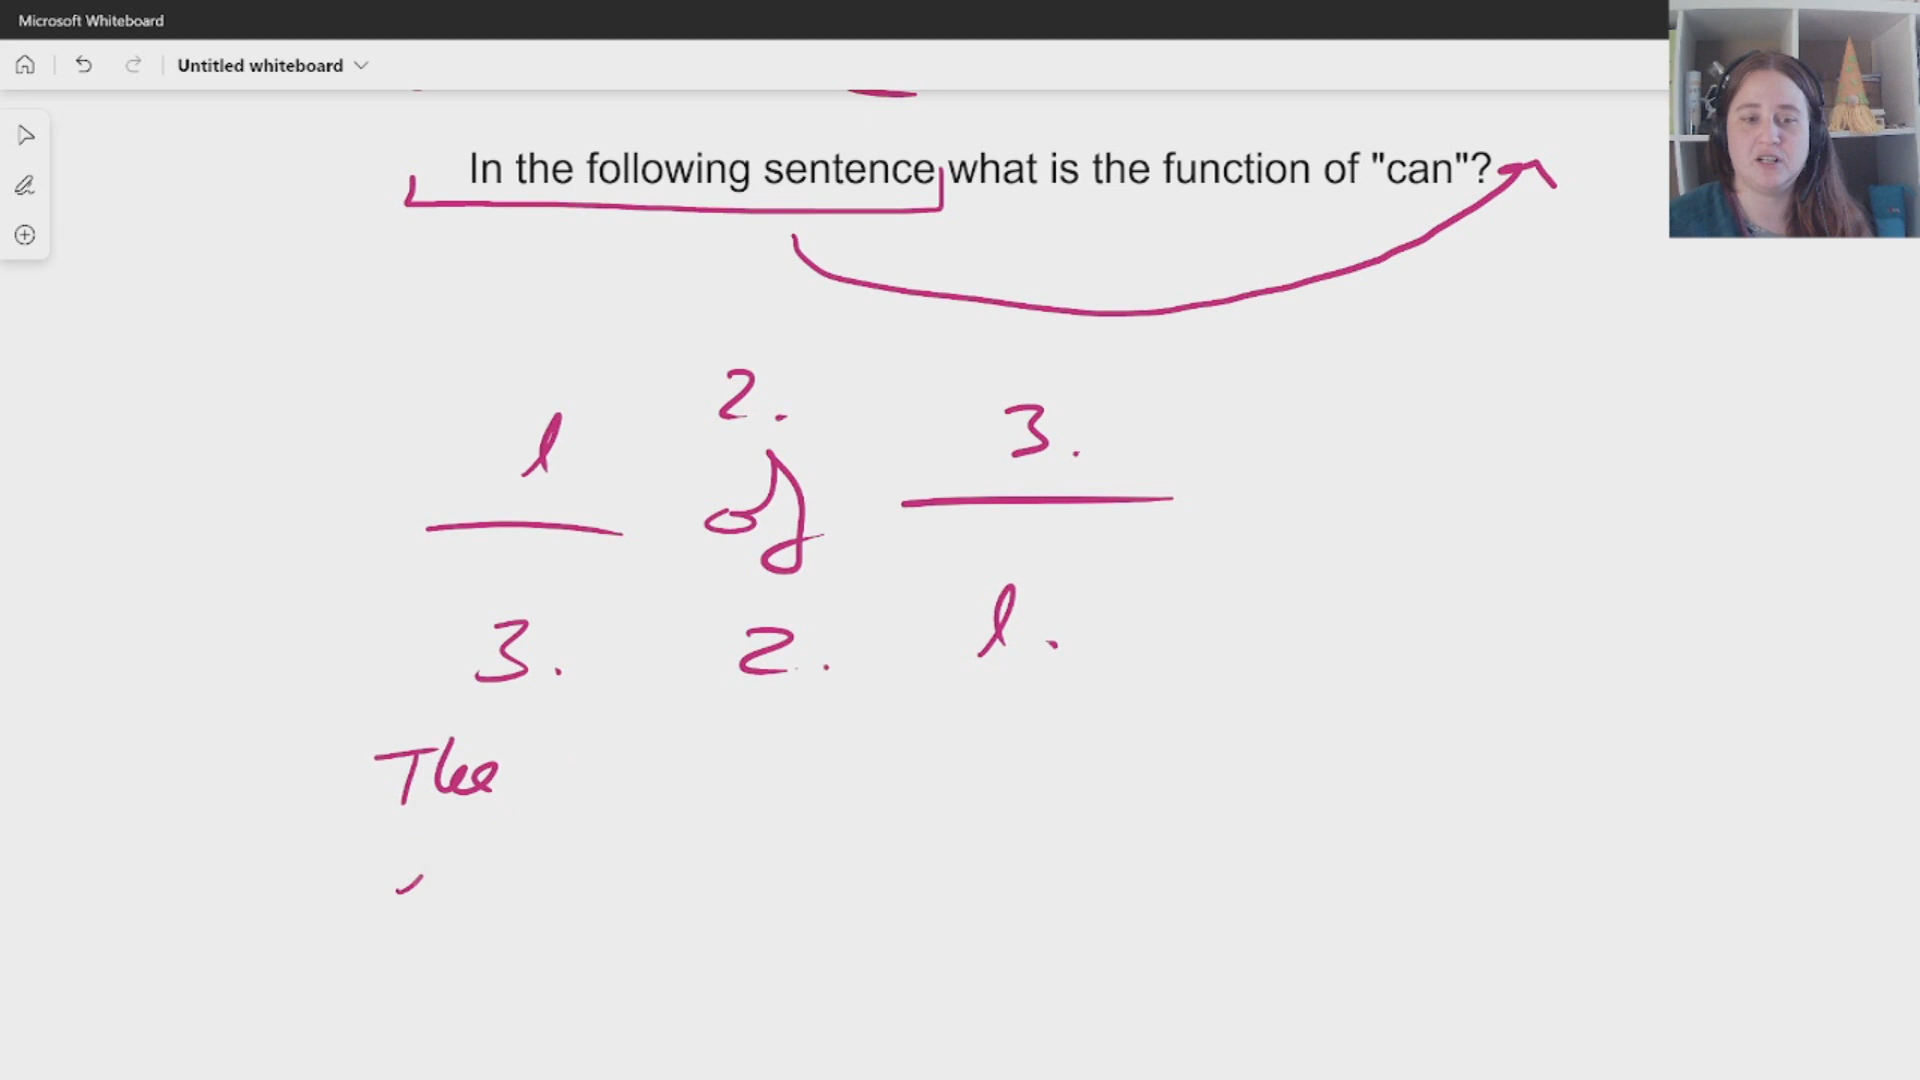 Microsoft Whiteboard
Untitled whiteboard
In the following sentence what is the function of "can"?
1 2. 3.
of
3. 2. 1.
The